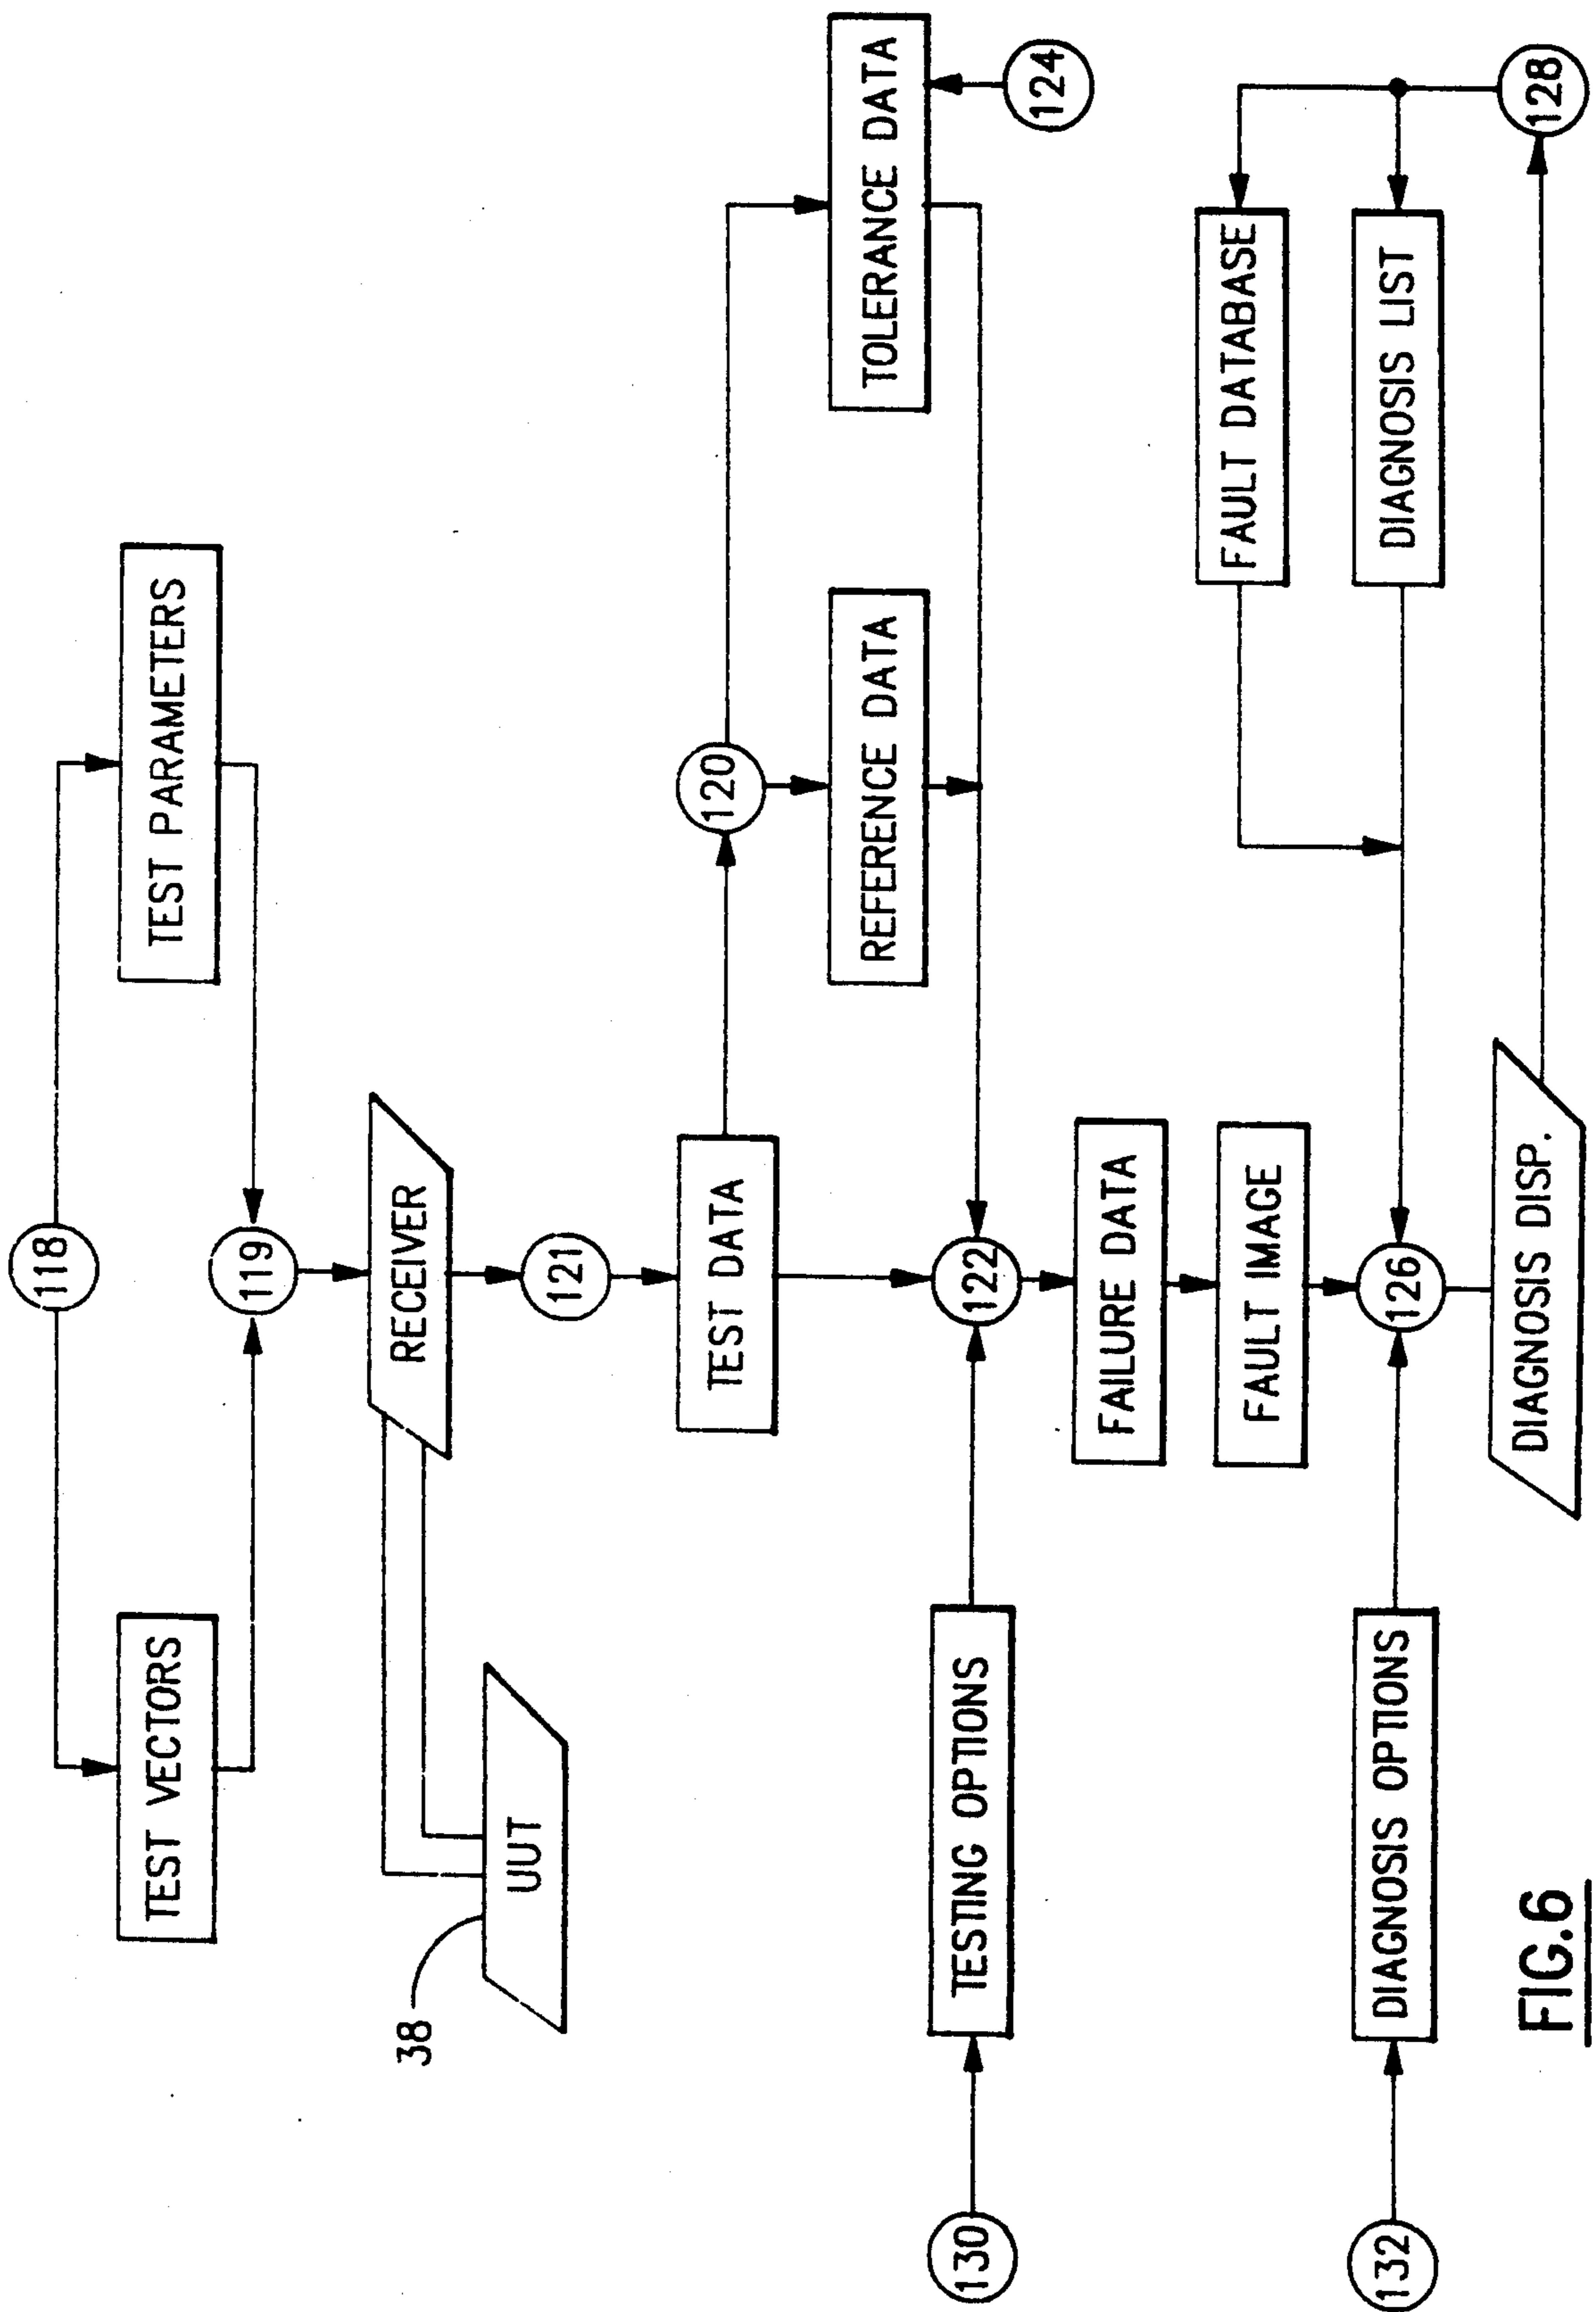 118
TEST VECTORS
TEST PARAMETERS
119
RECEIVER
38
UUT
121
TEST DATA
120
REFERENCE DATA
TOLERANCE DATA
124
130
TESTING OPTIONS
122
FAILURE DATA
FAULT IMAGE
FAULT DATABASE
DIAGNOSIS LIST
132
DIAGNOSIS OPTIONS
126
DIAGNOSIS DISP.
128
FIG.6